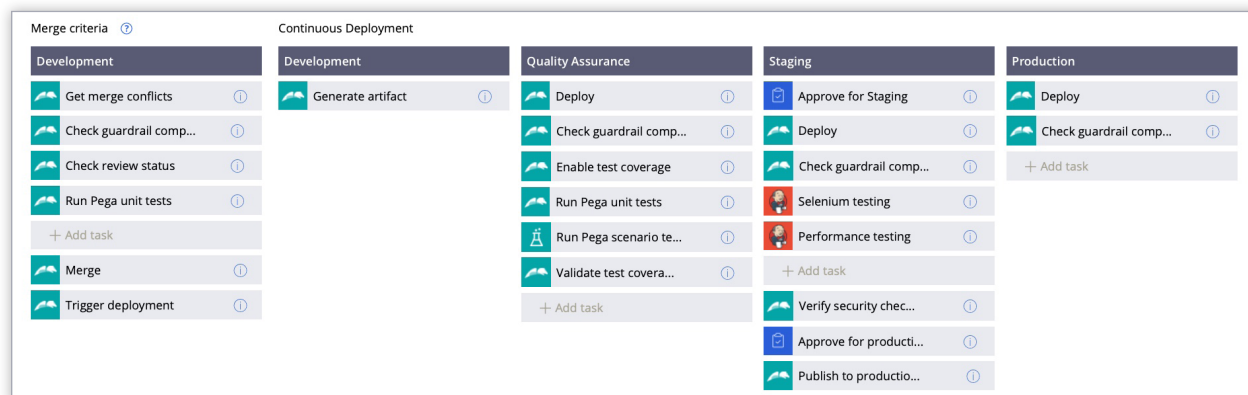 Merge criteria ?
Continuous Deployment
Development
Get merge conflicts
Check guardrail comp...
Check review status
Run Pega unit tests
+ Add task
Merge
Trigger deployment
Development
Generate artifact
Quality Assurance
Deploy
Check guardrail comp...
Enable test coverage
Run Pega unit tests
Run Pega scenario te...
Validate test covera...
+ Add task
Staging
Approve for Staging
Deploy
Check guardrail comp...
Selenium testing
Performance testing
+ Add task
Verify security chec...
Approve for producti...
Publish to productio...
Production
Deploy
Check guardrail comp...
+ Add task